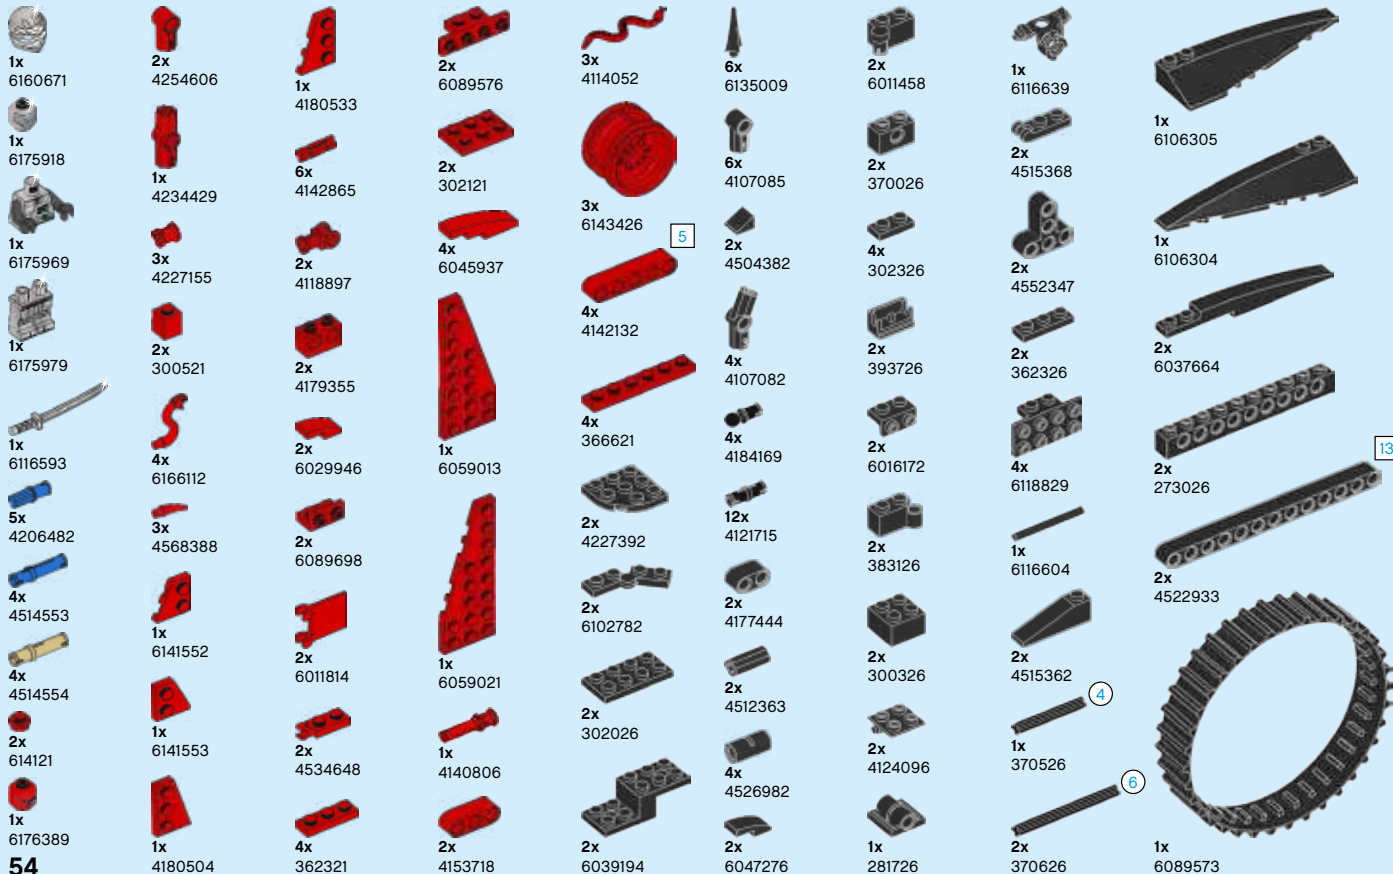 1x
6160671
1x
6175918
1x
6175969
1x
6175979
1x
6116593
5x
4206482
4x
4514553
4x
4514554
2x
614121
1x
6176389
54
2x
4254606
1x
4234429
3x
4227155
2x
300521
4x
6166112
3x
4568388
1x
6141552
1x
6141553
1x
4180504
1x
4180533
6x
4142865
2x
4118897
2x
4179355
2x
6029946
2x
6089698
2x
6011814
2x
4534648
4x
362321
2x
6089576
2x
302121
4x
6045937
1x
6059013
1x
6059021
1x
4140806
2x
4153718
3x
4114052
3x
6143426
5
4x
4142132
4x
366621
2x
4227392
2x
6102782
2x
302026
2x
6039194
6x
6135009
6x
4107085
2x
4504382
4x
4107082
4x
4184169
12x
4121715
2x
4177444
2x
4512363
4x
4526982
2x
6047276
2x
6011458
2x
370026
4x
302326
2x
393726
2x
6016172
2x
383126
2x
300326
2x
4124096
1x
281726
1x
6116639
2x
4515368
2x
4552347
2x
362326
4x
6118829
1x
6116604
2x
4515362
4
1x
370526
6
2x
370626
1x
6106305
1x
6106304
2x
6037664
2x
273026
13
2x
4522933
1x
6089573